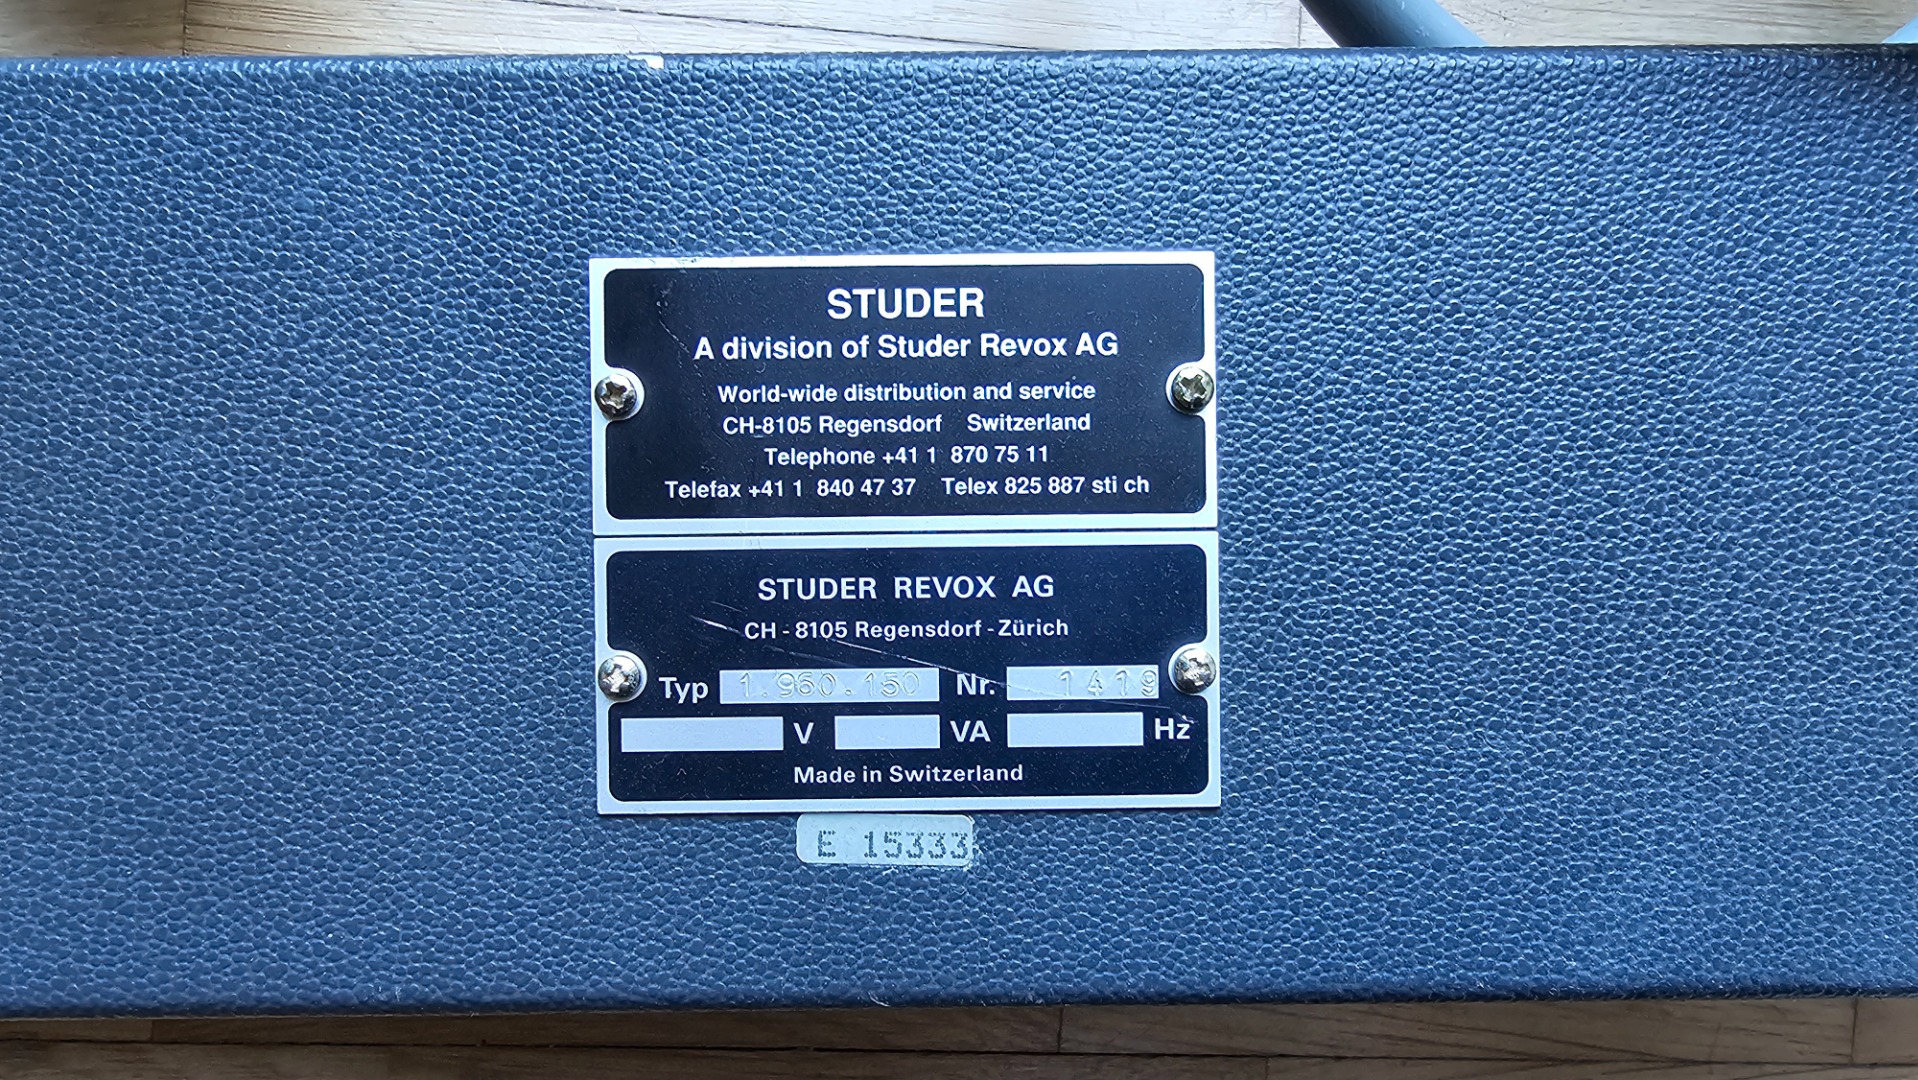 STUDER
A division of Studer Revox AG
World-wide distribution and service
CH-8105 Regensdorf Switzerland
Telephone +41 1 870 75 11
Telefax +41 1 840 47 37 Telex 825 887 sti ch
STUDER REVOX AG
CH - 8105 Regensdorf - Zürich
Typ 1.960.150 Nr. 1419
V VA Hz
Made in Switzerland
E 15333